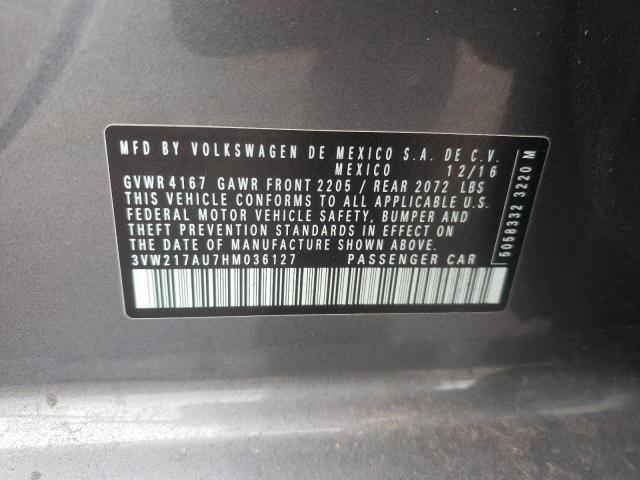 MFD BY VOLKSWAGEN DE MEXICO S.A. DE C.V.
MEXICO 12/16
GVWR 4167 GAWR FRONT 2205 / REAR 2072 LBS
THIS VEHICLE CONFORMS TO ALL APPLICABLE U.S.
FEDERAL MOTOR VEHICLE SAFETY, BUMPER AND
THEFT PREVENTION STANDARDS IN EFFECT ON
THE DATE OF MANUFACTURE SHOWN ABOVE.
3VW217AU7HM036127 PASSENGER CAR
5058332 3220 M